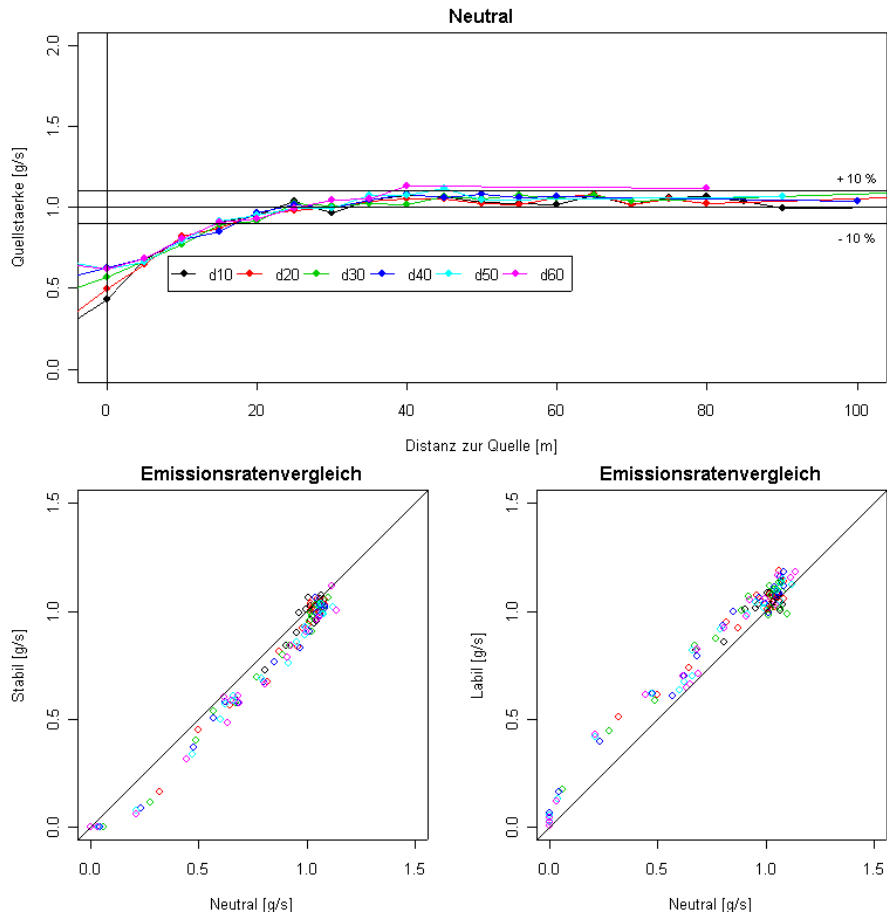 Neutral
Quellstaerke [g/s]
2.0
1.5
1.0
0.5
0.0
+ 10 %
- 10 %
d10 d20 d30 d40 d50 d60
0 20 40 60 80 100
Distanz zur Quelle [m]
Emissionsratenvergleich
Stabil [g/s]
1.5
1.0
0.5
0.0
0.0 0.5 1.0 1.5
Neutral [g/s]
Emissionsratenvergleich
Labil [g/s]
1.5
1.0
0.5
0.0
0.0 0.5 1.0 1.5
Neutral [g/s]